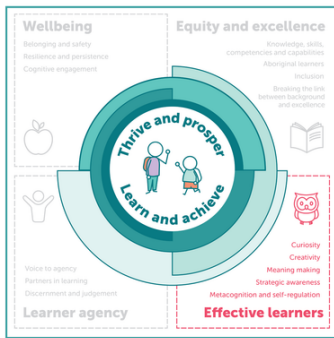 Wellbeing
Belonging and safety
Resilience and persistence
Cognitive engagement
Equity and excellence
Knowledge, skills,
competencies and capabilities
Aboriginal learners
Inclusion
Breaking the link
between background
and excellence
Thrive and prosper
Learn and achieve
Voice to agency
Partners in learning
Discernment and judgement
Learner agency
Curiosity
Creativity
Meaning making
Strategic awareness
Metacognition and self-regulation
Effective learners